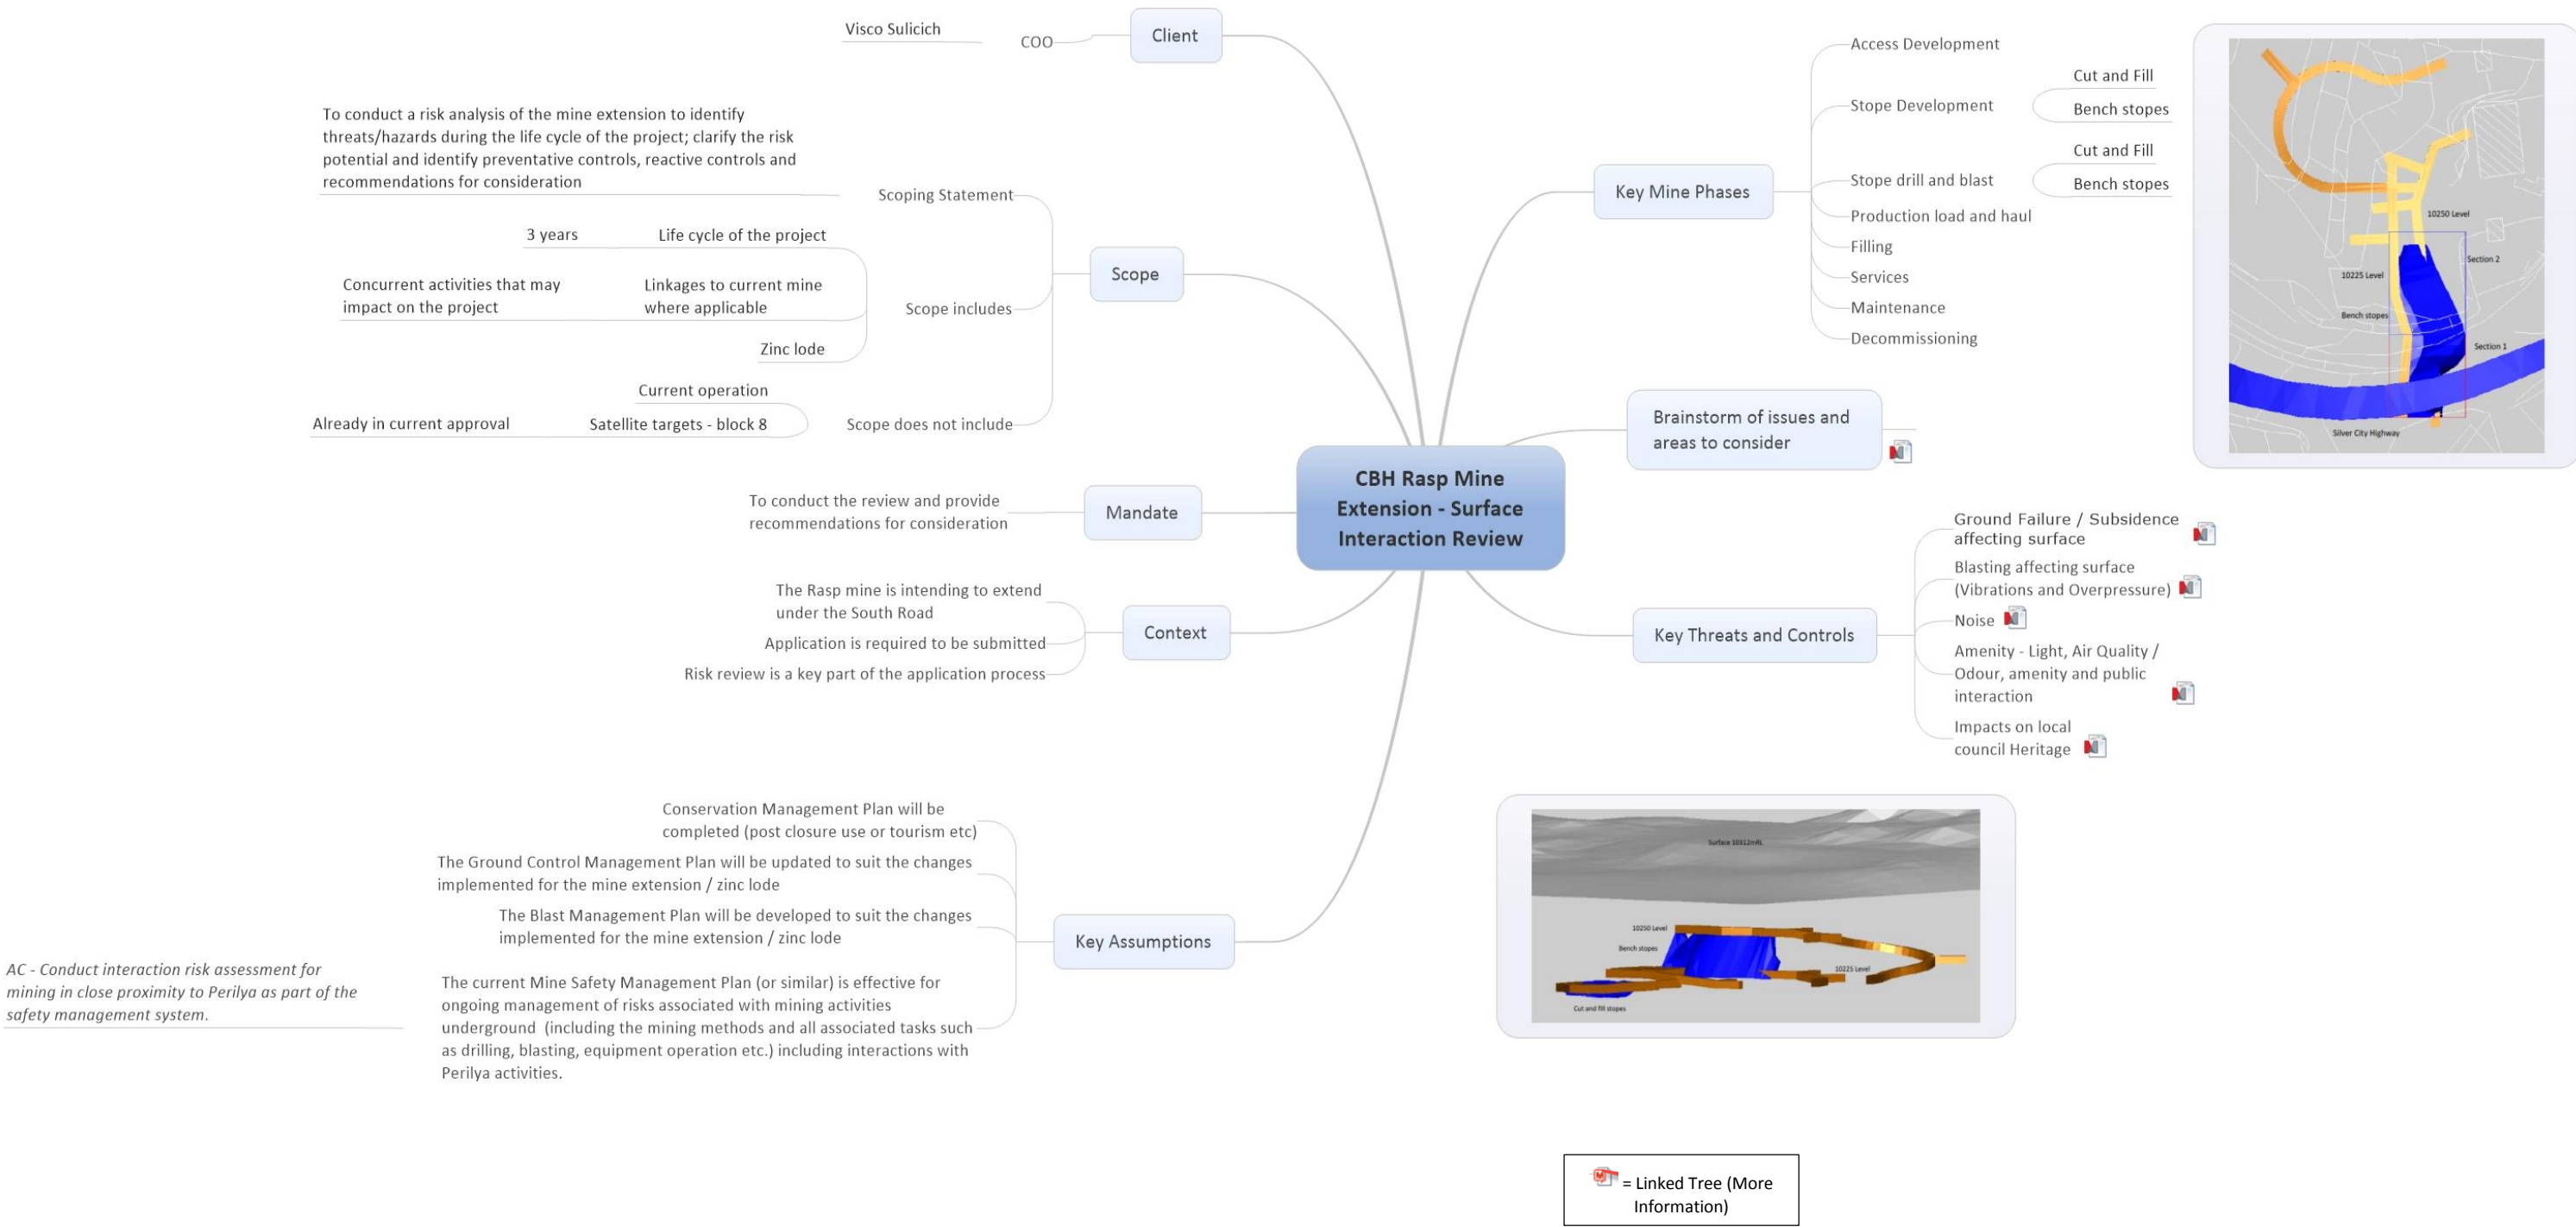 CBH Rasp Mine
Extension - Surface
Interaction Review
Client
COO
Visco Sulicich
Scope
Scoping Statement
To conduct a risk analysis of the mine extension to identify
threats/hazards during the life cycle of the project; clarify the risk
potential and identify preventative controls, reactive controls and
recommendations for consideration
Scope includes
Life cycle of the project
3 years
Linkages to current mine
where applicable
Concurrent activities that may
impact on the project
Zinc lode
Scope does not include
Current operation
Satellite targets - block 8
Already in current approval
Mandate
To conduct the review and provide
recommendations for consideration
Context
The Rasp mine is intending to extend
under the South Road
Application is required to be submitted
Risk review is a key part of the application process
Key Assumptions
Conservation Management Plan will be
completed (post closure use or tourism etc)
The Ground Control Management Plan will be updated to suit the changes
implemented for the mine extension / zinc lode
The Blast Management Plan will be developed to suit the changes
implemented for the mine extension / zinc lode
The current Mine Safety Management Plan (or similar) is effective for
ongoing management of risks associated with mining activities
underground (including the mining methods and all associated tasks such
as drilling, blasting, equipment operation etc.) including interactions with
Perilya activities.
AC - Conduct interaction risk assessment for
mining in close proximity to Perilya as part of the
safety management system.
Key Mine Phases
Access Development
Stope Development
Cut and Fill
Bench stopes
Stope drill and blast
Cut and Fill
Bench stopes
Production load and haul
Filling
Services
Maintenance
Decommissioning
10250 Level
Section 2
10225 Level
Bench stopes
Section 1
Silver City Highway
Brainstorm of issues and
areas to consider
Key Threats and Controls
Ground Failure / Subsidence
affecting surface
Blasting affecting surface
(Vibrations and Overpressure)
Noise
Amenity - Light, Air Quality /
Odour, amenity and public
interaction
Impacts on local
council Heritage
Surface 10312mRL
10250 Level
Bench stopes
10225 Level
Cut and fill stopes
= Linked Tree (More
Information)